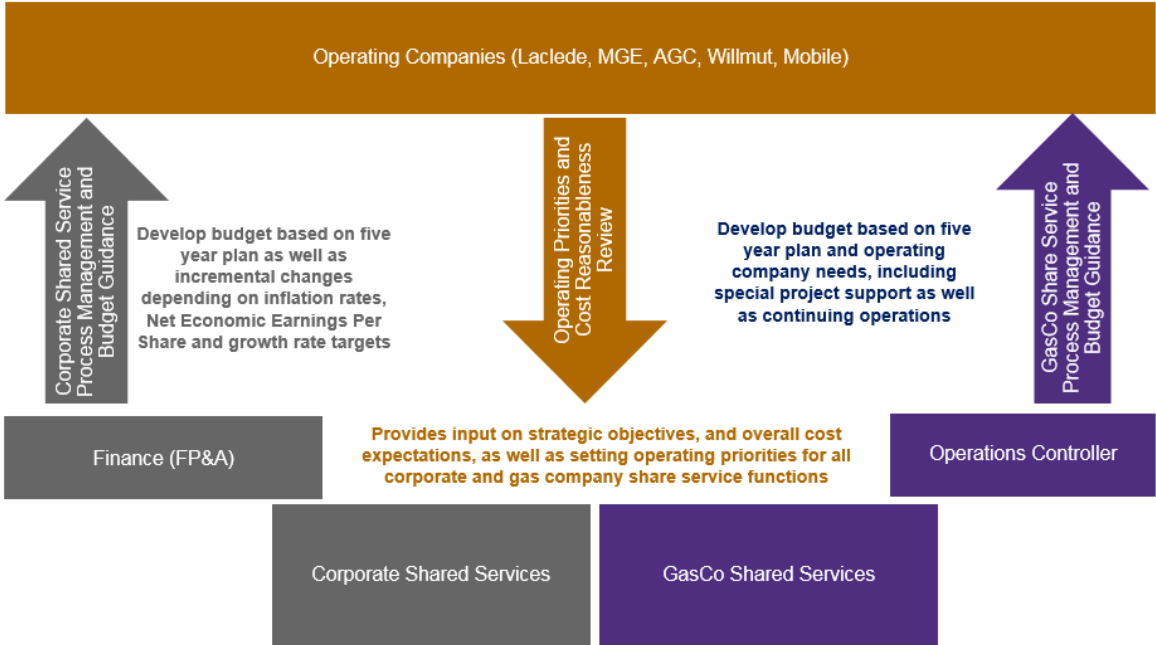 Operating Companies (Laclede, MGE, AGC, Willmut, Mobile)
Corporate Shared Service
Process Management and
Budget Guidance
Develop budget based on five
year plan as well as
incremental changes
depending on inflation rates,
Net Economic Earnings Per
Share and growth rate targets
Operating Priorities and
Cost Reasonableness
Review
Develop budget based on five
year plan and operating
company needs, including
special project support as well
as continuing operations
GasCo Share Service
Process Management and
Budget Guidance
Finance (FP&A)
Provides input on strategic objectives, and overall cost
expectations, as well as setting operating priorities for all
corporate and gas company share service functions
Operations Controller
Corporate Shared Services
GasCo Shared Services